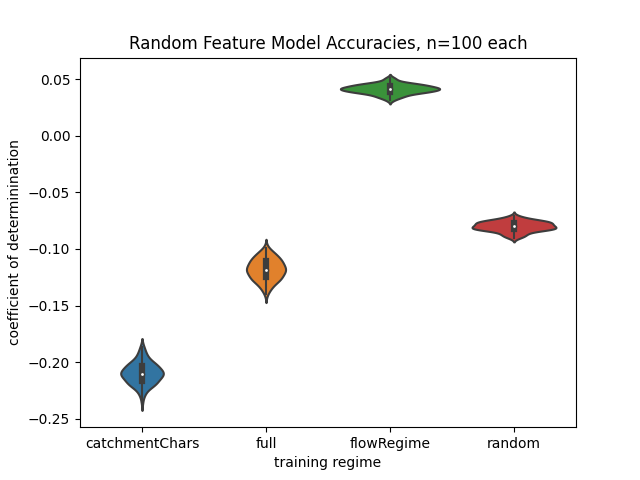 Random Feature Model Accuracies, n=100 each
coefficient of determinination
0.05
0.00
−0.05
−0.10
−0.15
−0.20
−0.25
catchmentChars
full
flowRegime
random
training regime